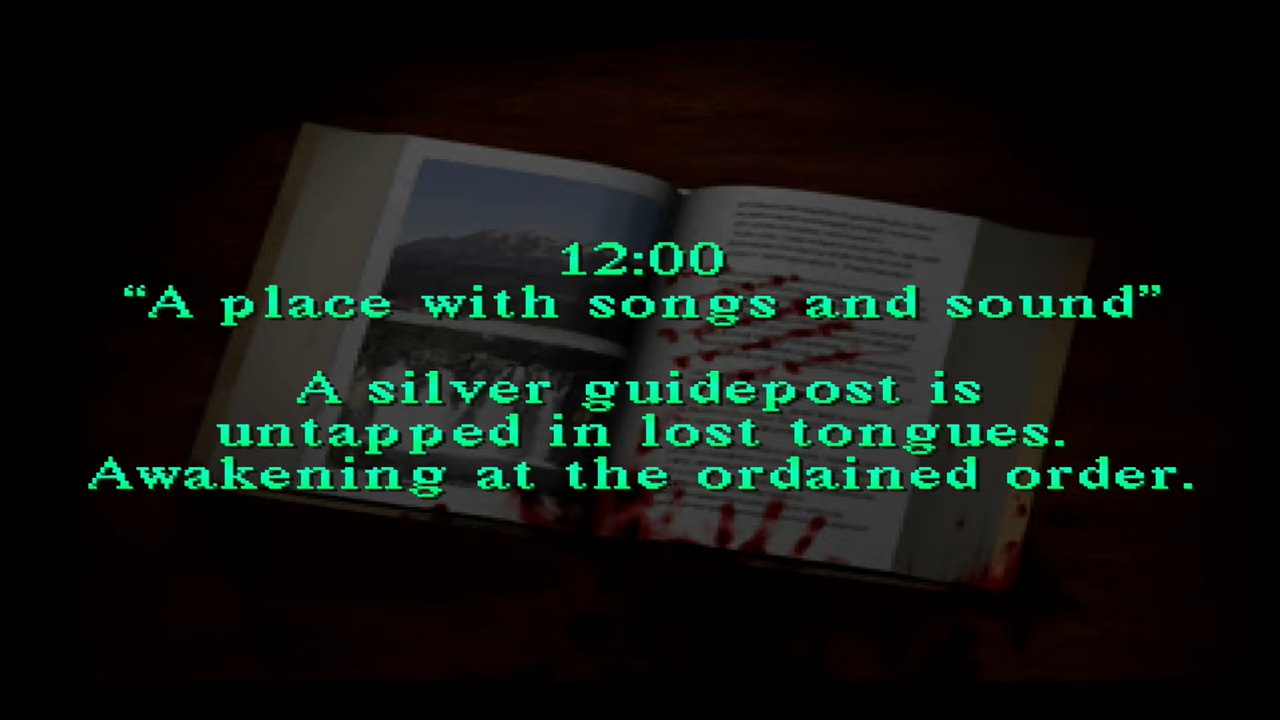 12:00
“A place with songs and sound”
A silver guidepost is
untapped in lost tongues.
Awakening at the ordained order.